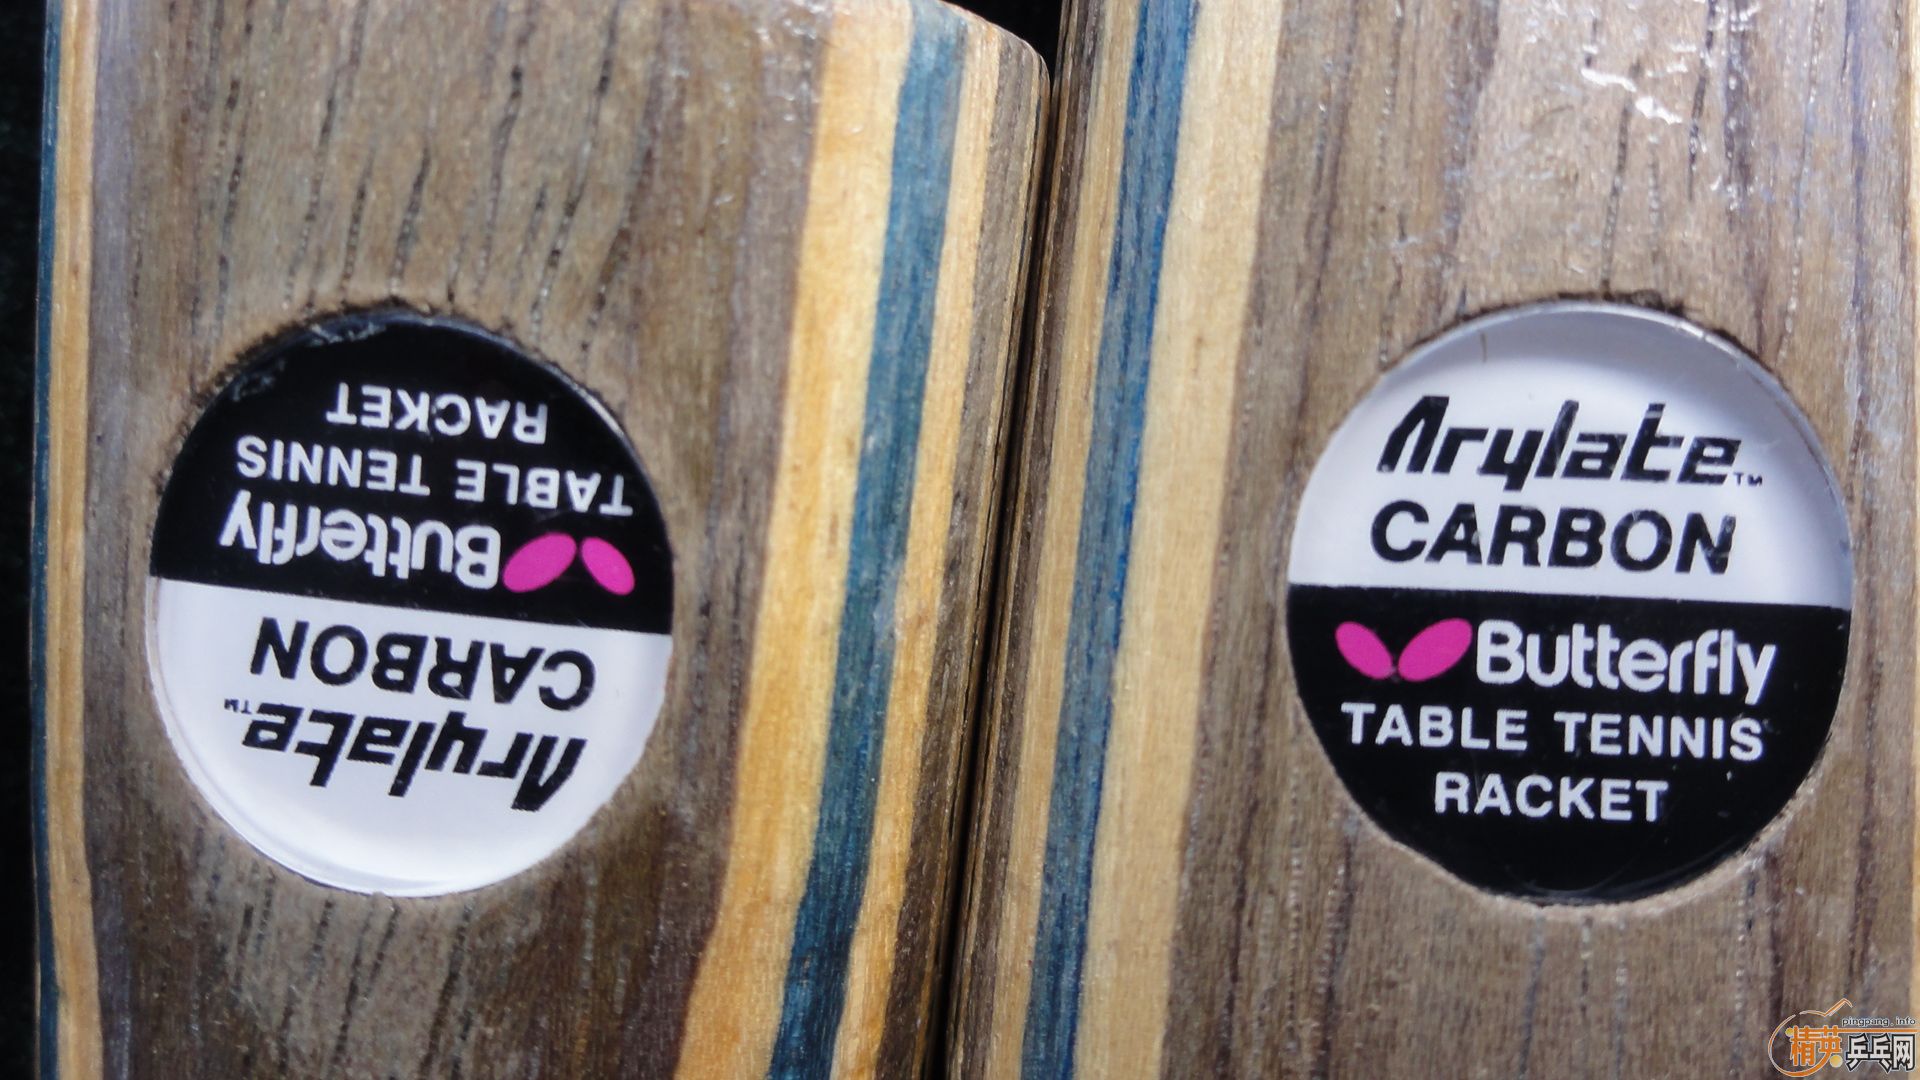 RACKET
TABLE TENNIS
Butterfly
CARBON
Arylate™
Arylate™
CARBON
Butterfly
TABLE TENNIS
RACKET
pingpang.info
精英乒乓网